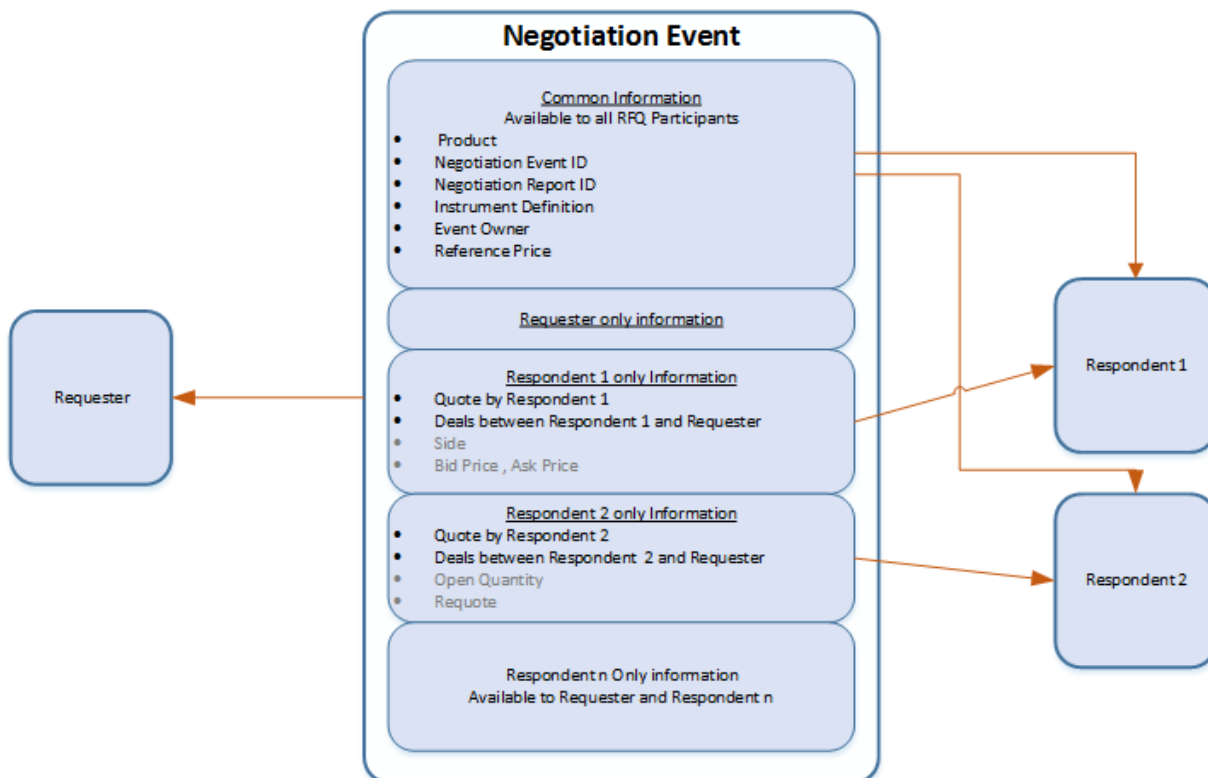 Negotiation Event
Common Information
Available to all RFQ Participants
• Product
• Negotiation Event ID
• Negotiation Report ID
• Instrument Definition
• Event Owner
• Reference Price
Requester only information
Respondent 1 only Information
• Quote by Respondent 1
• Deals between Respondent 1 and Requester
• Side
• Bid Price , Ask Price
Respondent 2 only Information
• Quote by Respondent 2
• Deals between Respondent 2 and Requester
• Open Quantity
• Requote
Respondent n Only information
Available to Requester and Respondent n
Requester
Respondent 1
Respondent 2